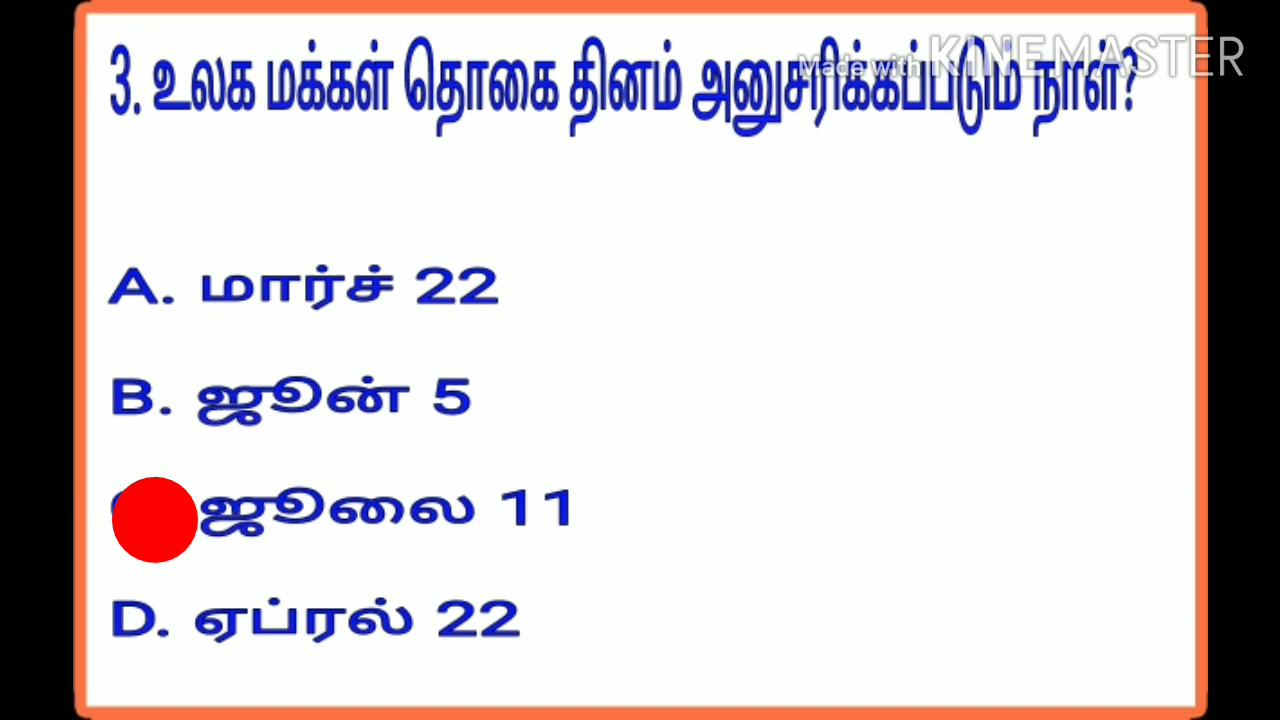 3. உலக மக்கள் தொகை தினம் அனுசரிக்கப்படும் நாள்?
Made with KINEMASTER
A. மார்ச் 22
B. ஜூன் 5
ஜூலை 11
D. ஏப்ரல் 22